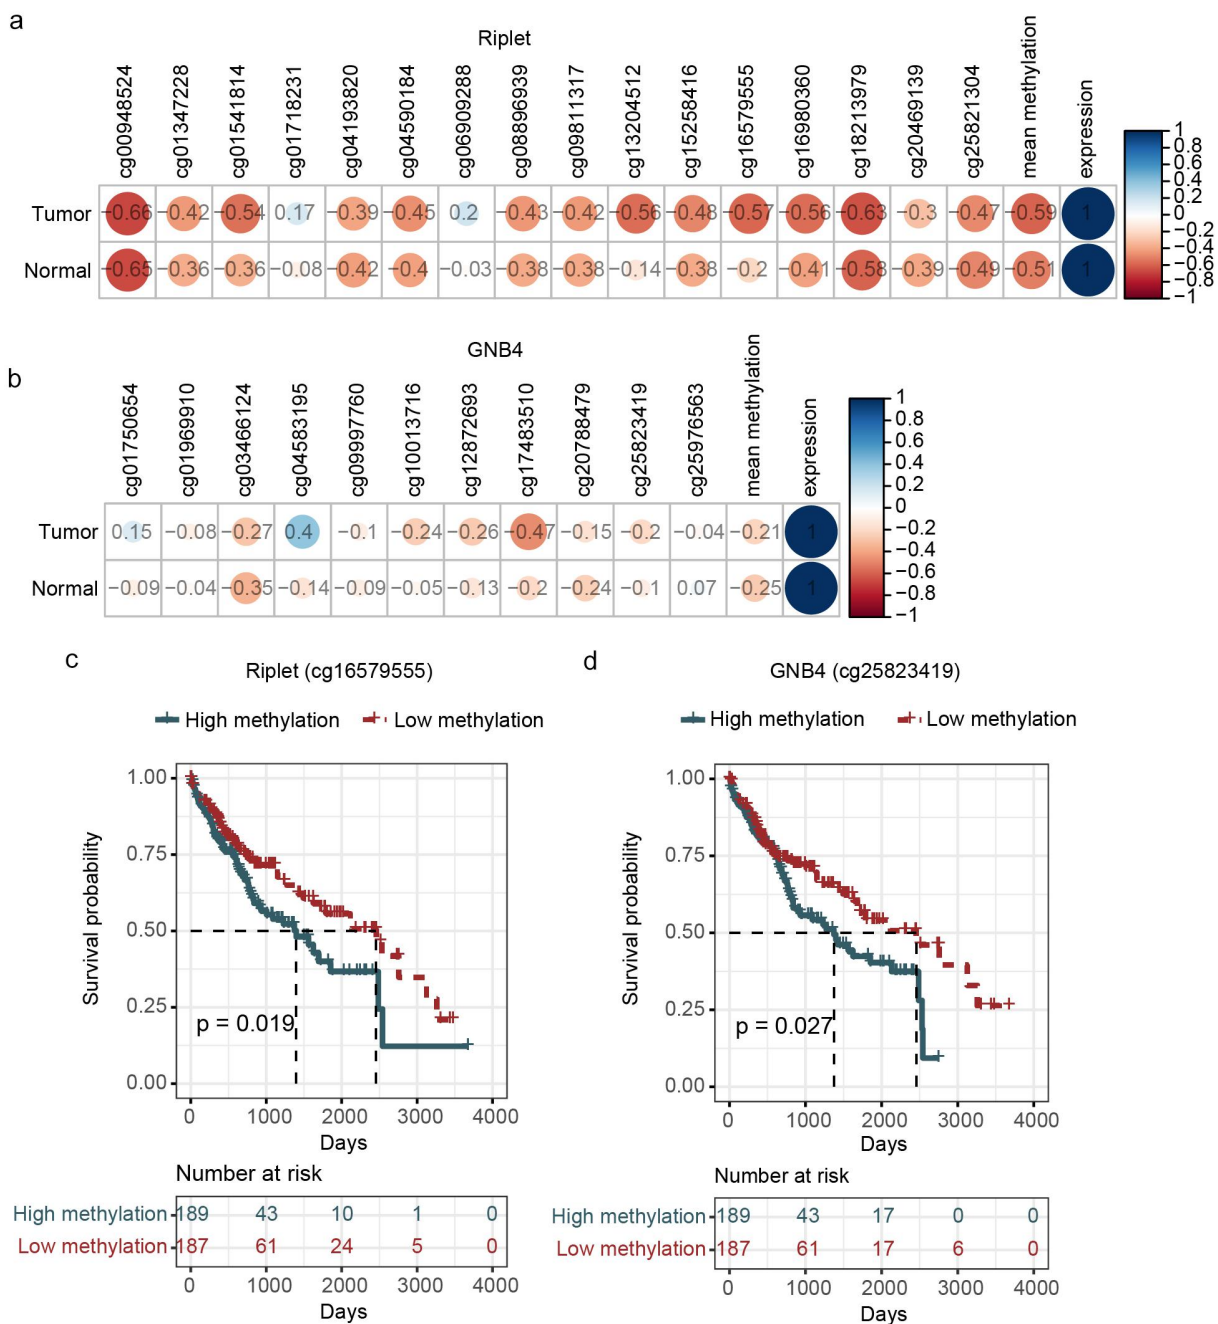 a
Riplet
cg00948524 cg01347228 cg01541814 cg01718231 cg04193820 cg04590184 cg06909288 cg08896939 cg09811317 cg13204512 cg15258416 cg16579555 cg16980360 cg18213979 cg20469139 cg25821304 mean methylation expression
Tumor −0.66 −0.42 −0.54 0.17 −0.39 −0.45 0.2 −0.43 −0.42 −0.56 −0.48 −0.57 −0.56 −0.63 −0.3 −0.47 −0.59 1
Normal −0.65 −0.36 −0.36 −0.08 −0.42 −0.4 −0.03 −0.38 −0.38 −0.14 −0.38 −0.2 −0.41 −0.58 −0.39 −0.49 −0.51 1
1
0.8
0.6
0.4
0.2
0
−0.2
−0.4
−0.6
−0.8
−1
b
GNB4
cg01750654 cg01969910 cg03466124 cg04583195 cg09997760 cg10013716 cg12872693 cg17483510 cg20788479 cg25823419 cg25976563 mean methylation expression
Tumor 0.15 −0.08 −0.27 0.4 −0.1 −0.24 −0.26 −0.47 −0.15 −0.2 −0.04 −0.21 1
Normal −0.09 −0.04 −0.35 −0.14 −0.09 −0.05 −0.13 −0.2 −0.24 −0.1 0.07 −0.25 1
1
0.8
0.6
0.4
0.2
0
−0.2
−0.4
−0.6
−0.8
−1
c
Riplet (cg16579555)
High methylation Low methylation
Survival probability
1.00
0.75
0.50
0.25
0.00
p = 0.019
0 1000 2000 3000 4000
Days
Number at risk
High methylation 189 43 10 1 0
Low methylation 187 61 24 5 0
0 1000 2000 3000 4000
Days
d
GNB4 (cg25823419)
High methylation Low methylation
Survival probability
1.00
0.75
0.50
0.25
0.00
p = 0.027
0 1000 2000 3000 4000
Days
Number at risk
High methylation 189 43 17 0 0
Low methylation 187 61 17 6 0
0 1000 2000 3000 4000
Days